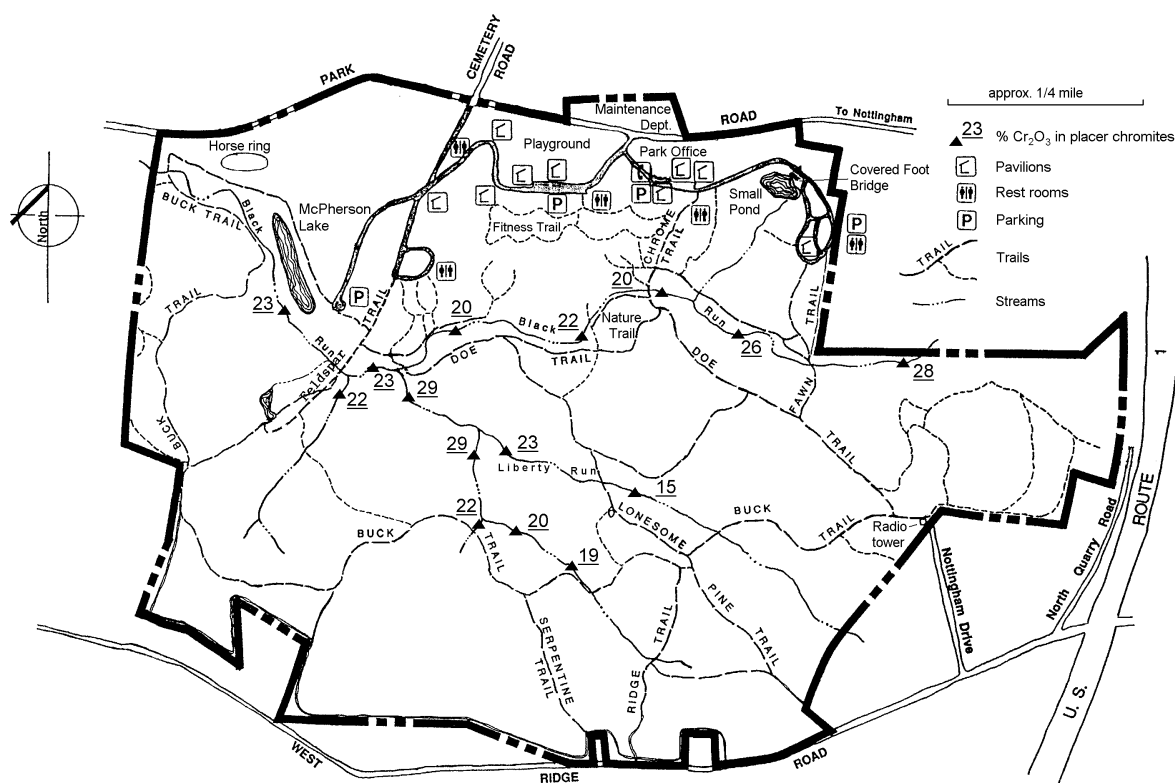 CEMETERY
ROAD
PARK
Maintenance
Dept.
ROAD
To Nottingham
approx. 1/4 mile
23
% Cr₂O₃ in placer chromites
Pavilions
Rest rooms
P
Parking
TRAIL
Trails
Streams
North
Horse ring
Playground
Park Office
Covered Foot
Bridge
BUCK TRAIL
Black
McPherson
Lake
P
P
Small
Pond
P
Fitness Trail
CHROME
TRAIL
TRAIL
23
P
TRAIL
20
Black
22
20
Nature
Trail
Run
26
TRAIL
Run
Feldspar
23
DOE
TRAIL
DOE
FAWN
28
1
22
29
BUCK
29
23
Liberty
Run
TRAIL
15
22
20
LONESOME
BUCK
TRAIL
Radio
tower
BUCK
TRAIL
19
PINE
TRAIL
SERPENTINE
TRAIL
RIDGE
TRAIL
Nottingham Drive
North
Quarry
Road
ROUTE
U. S.
WEST
RIDGE
ROAD